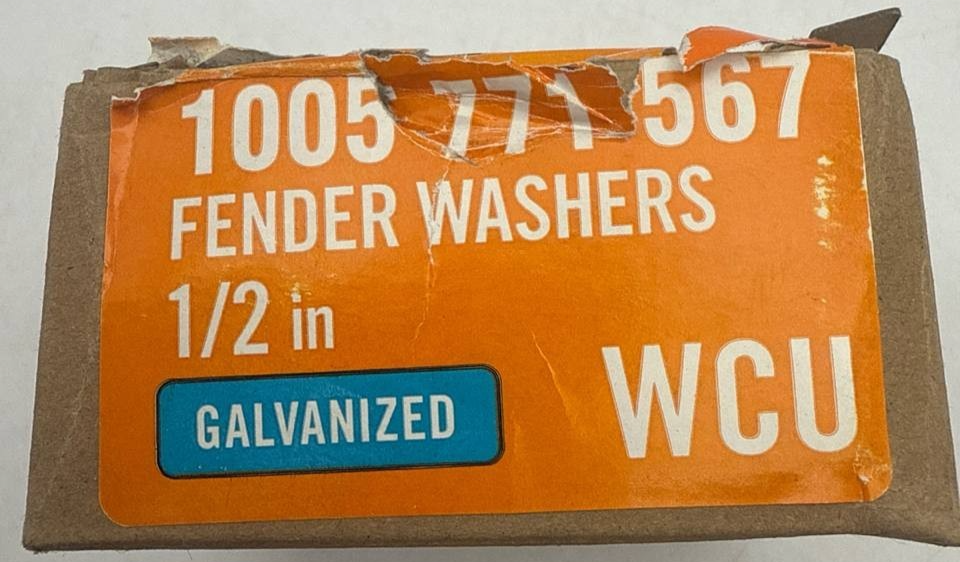 1005 771 567
FENDER WASHERS
1/2 in
GALVANIZED
WCU